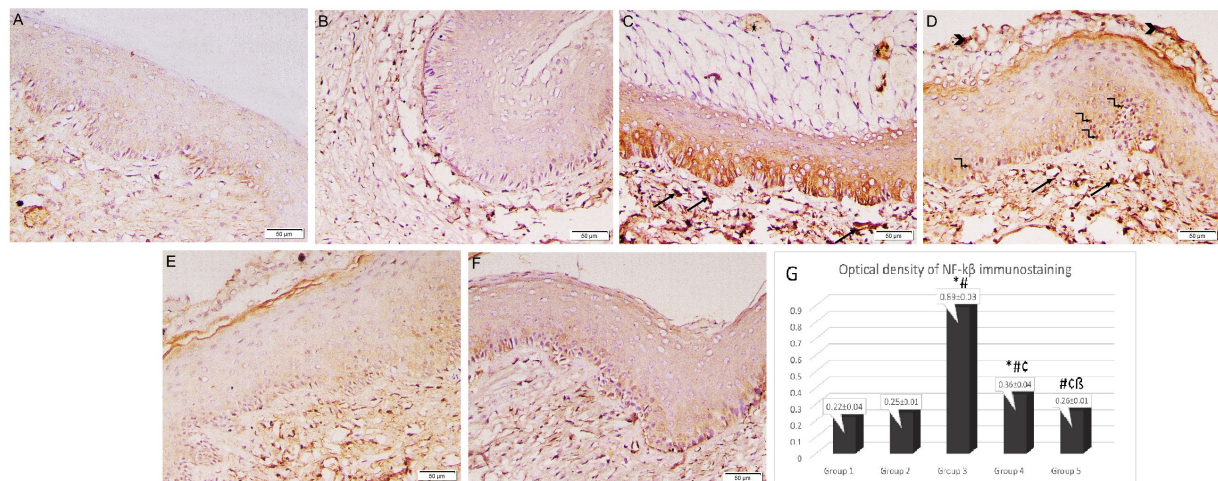 A
B
C
D
50 µm
50 µm
50 µm
50 µm
E
F
G
50 µm
50 µm
Optical density of NF-kβ immunostaining
*#
0.89±0.03
*#¢
0.36±0.04
#¢ß
0.26±0.01
0.22±0.04
0.25±0.01
0.9
0.8
0.7
0.6
0.5
0.4
0.3
0.2
0.1
0
Group 1
Group 2
Group 3
Group 4
Group 5